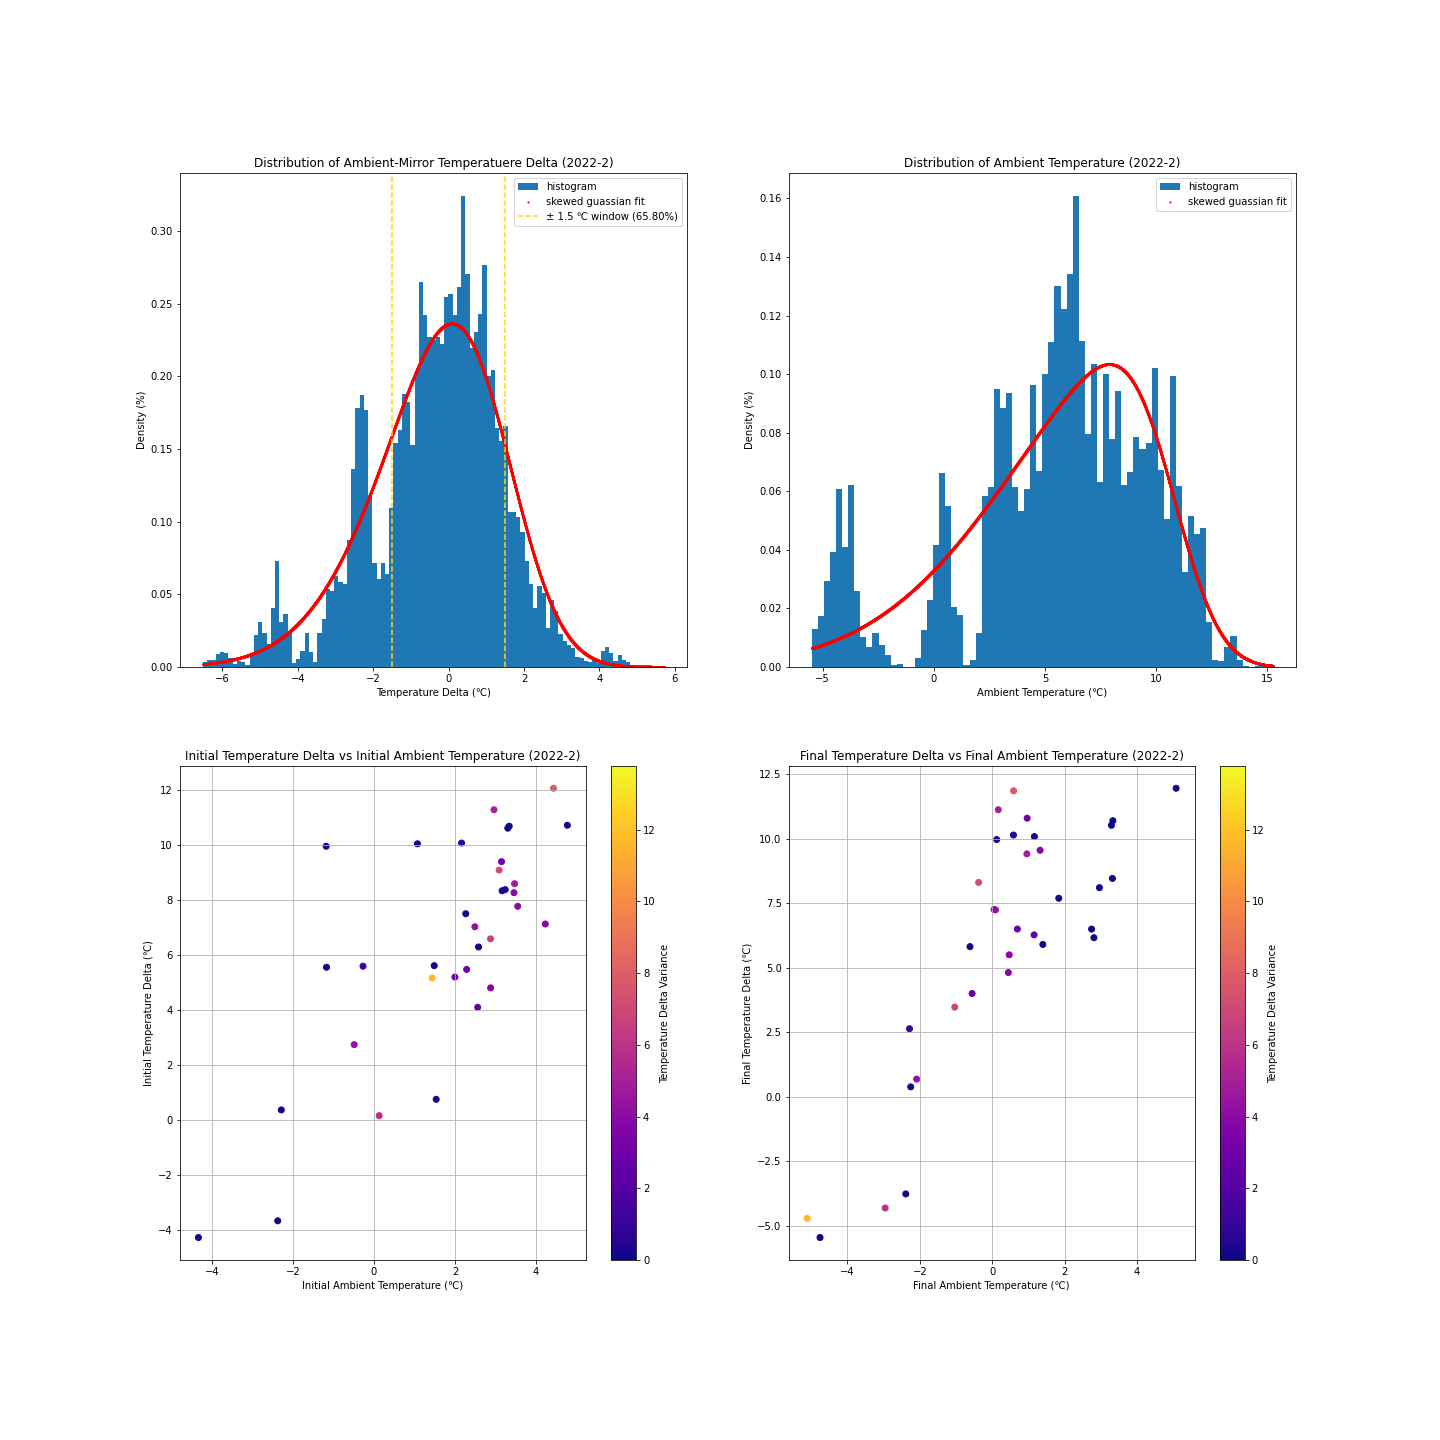 Distribution of Ambient-Mirror Temperatuere Delta (2022-2)
histogram
skewed guassian fit
± 1.5 ℃ window (65.80%)
0.30
0.25
0.20
0.15
0.10
0.05
0.00
Density (%)
−6 −4 −2 0 2 4 6
Temperature Delta (℃)
Distribution of Ambient Temperature (2022-2)
histogram
skewed guassian fit
0.16
0.14
0.12
0.10
0.08
0.06
0.04
0.02
0.00
Density (%)
−5 0 5 10 15
Ambient Temperature (℃)
Initial Temperature Delta vs Initial Ambient Temperature (2022-2)
12
10
8
6
4
2
0
−2
−4
Initial Temperature Delta (℃)
−4 −2 0 2 4
Initial Ambient Temperature (℃)
12
10
8
6
4
2
0
Temperature Delta Variance
Final Temperature Delta vs Final Ambient Temperature (2022-2)
12.5
10.0
7.5
5.0
2.5
0.0
−2.5
−5.0
Final Temperature Delta (℃)
−4 −2 0 2 4
Final Ambient Temperature (℃)
12
10
8
6
4
2
0
Temperature Delta Variance